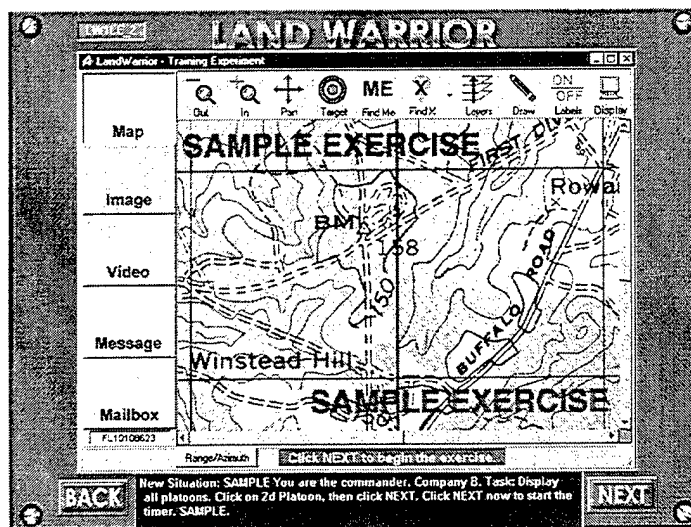 LAND WARRIOR
LandWarrior - Training Experiment
Out In Pan Target Find Me Find X Layers Draw Labels Display
ME X ON OFF
Map
Image
Video
Message
Mailbox
SAMPLE EXERCISE
FIRST
Rowa
BM
158
150
BUFFALO ROAD
Winstead Hill
SAMPLE EXERCISE
FL10108623
Range/Azimuth
Click NEXT to begin the exercise.
BACK
New Situation: SAMPLE You are the commander, Company B. Task: Display
all platoons. Click on 2d Platoon, then click NEXT. Click NEXT now to start the
timer. SAMPLE.
NEXT